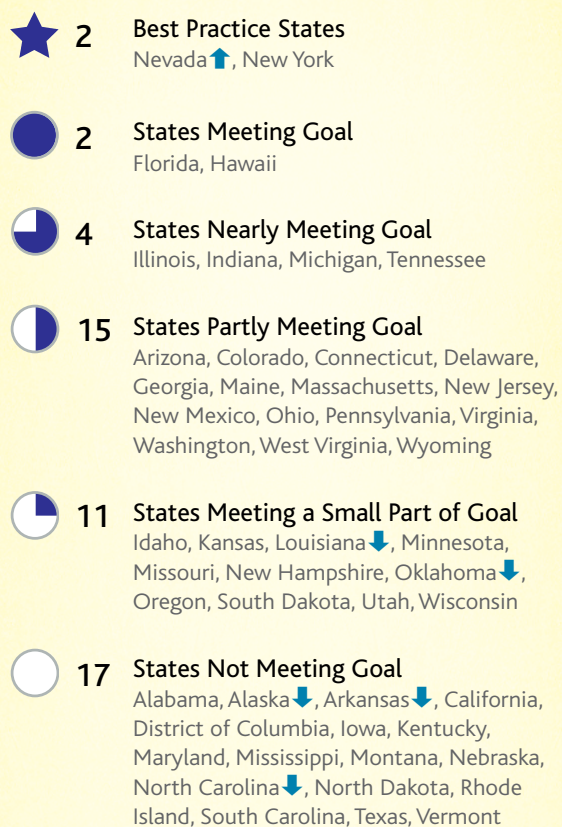 2 Best Practice States
Nevada⬆, New York
2 States Meeting Goal
Florida, Hawaii
4 States Nearly Meeting Goal
Illinois, Indiana, Michigan, Tennessee
15 States Partly Meeting Goal
Arizona, Colorado, Connecticut, Delaware,
Georgia, Maine, Massachusetts, New Jersey,
New Mexico, Ohio, Pennsylvania, Virginia,
Washington, West Virginia, Wyoming
11 States Meeting a Small Part of Goal
Idaho, Kansas, Louisiana⬇, Minnesota,
Missouri, New Hampshire, Oklahoma⬇,
Oregon, South Dakota, Utah, Wisconsin
17 States Not Meeting Goal
Alabama, Alaska⬇, Arkansas⬇, California,
District of Columbia, Iowa, Kentucky,
Maryland, Mississippi, Montana, Nebraska,
North Carolina⬇, North Dakota, Rhode
Island, South Carolina, Texas, Vermont